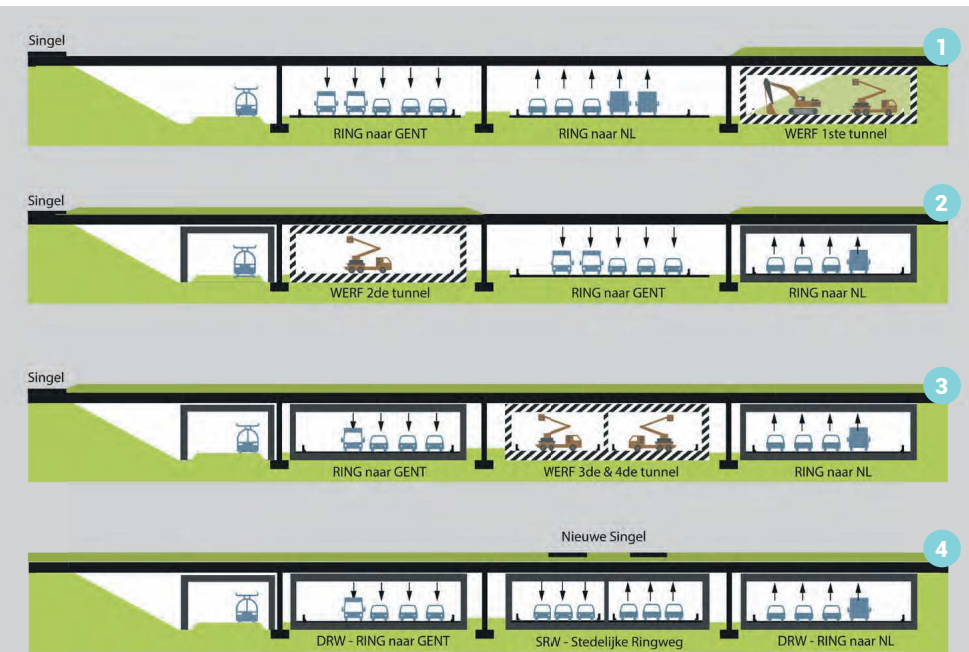 Singel
1
RING naar GENT
RING naar NL
WERF 1ste tunnel
Singel
2
WERF 2de tunnel
RING naar GENT
RING naar NL
Singel
3
RING naar GENT
WERF 3de & 4de tunnel
RING naar NL
Nieuwe Singel
4
DRW - RING naar GENT
SRW - Stedelijke Ringweg
DRW - RING naar NL